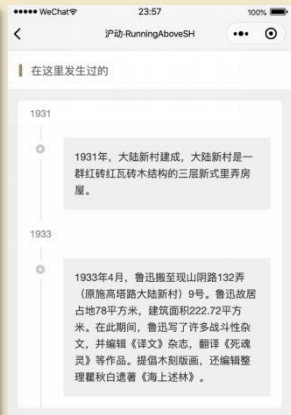 WeChat 23:57 100%
沪动·RunningAboveSH
在这里发生过的
1931
1931年，大陆新村建成，大陆新村是一
群红砖红瓦砖木结构的三层新式里弄房
屋。
1933
1933年4月，鲁迅搬至现山阴路132弄
（原施高塔路大陆新村）9号。鲁迅故居
占地78平方米，建筑面积222.72平方
米。在此期间，鲁迅写了许多战斗性杂
文，并编辑《译文》杂志，翻译《死魂
灵》等作品。提倡木刻版画，还编辑整
理瞿秋白遗著《海上述林》。